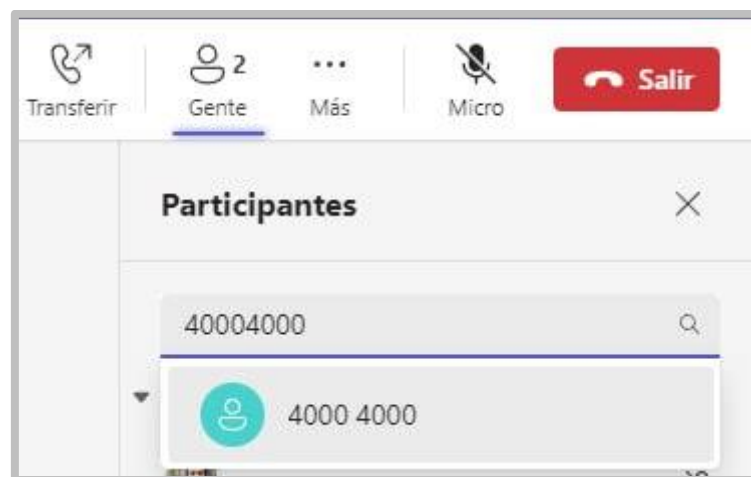 2
Salir
Transferir
Gente
Más
Micro
Participantes
40004000
4000 4000